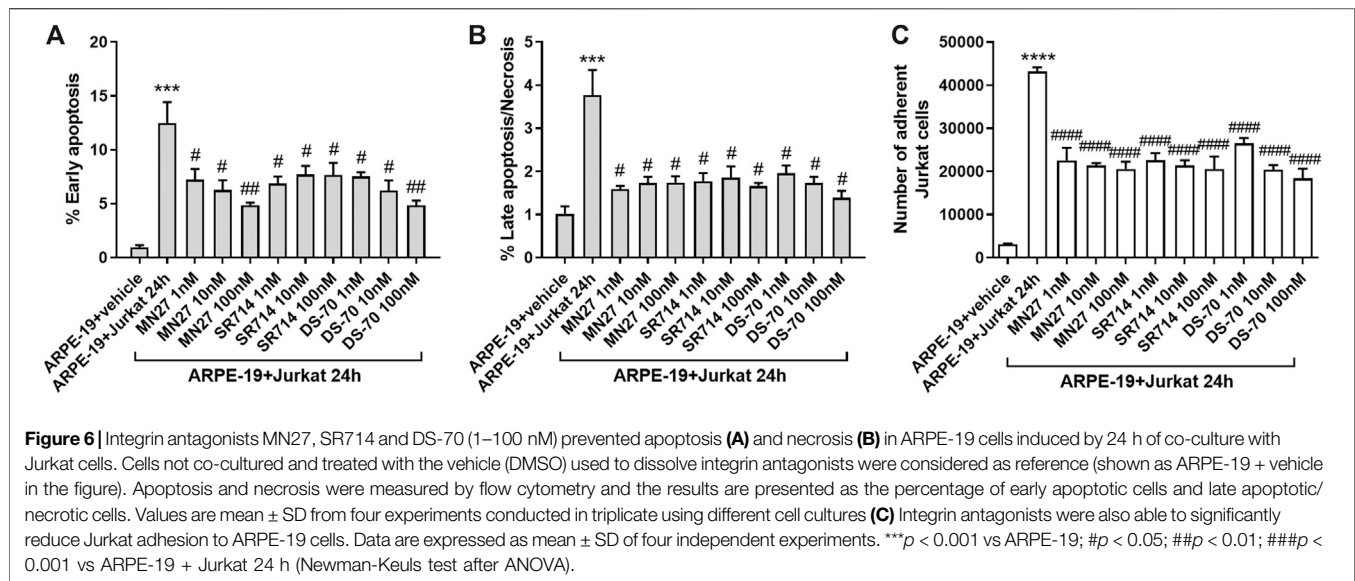 A
% Early apoptosis
20
15
10
5
0
***
#
#
##
#
#
#
#
#
##
ARPE-19+vehicle
ARPE-19+Jurkat 24h
MN27 1nM
MN27 10nM
MN27 100nM
SR714 1nM
SR714 10nM
SR714 100nM
DS-70 1nM
DS-70 10nM
DS-70 100nM
ARPE-19+Jurkat 24h
B
% Late apoptosis/Necrosis
5
4
3
2
1
0
***
#
#
#
#
#
#
#
#
#
ARPE-19+vehicle
ARPE-19+Jurkat 24h
MN27 1nM
MN27 10nM
MN27 100nM
SR714 1nM
SR714 10nM
SR714 100nM
DS-70 1nM
DS-70 10nM
DS-70 100nM
ARPE-19+Jurkat 24h
C
Number of adherent
Jurkat cells
50000
40000
30000
20000
10000
0
****
####
####
####
####
####
####
####
####
####
ARPE-19+vehicle
ARPE-19+Jurkat 24h
MN27 1nM
MN27 10nM
MN27 100nM
SR714 1nM
SR714 10nM
SR714 100nM
DS-70 1nM
DS-70 10nM
DS-70 100nM
ARPE-19+Jurkat 24h
Figure 6 | Integrin antagonists MN27, SR714 and DS-70 (1–100 nM) prevented apoptosis (A) and necrosis (B) in ARPE-19 cells induced by 24 h of co-culture with
Jurkat cells. Cells not co-cultured and treated with the vehicle (DMSO) used to dissolve integrin antagonists were considered as reference (shown as ARPE-19 + vehicle
in the figure). Apoptosis and necrosis were measured by flow cytometry and the results are presented as the percentage of early apoptotic cells and late apoptotic/
necrotic cells. Values are mean ± SD from four experiments conducted in triplicate using different cell cultures (C) Integrin antagonists were also able to significantly
reduce Jurkat adhesion to ARPE-19 cells. Data are expressed as mean ± SD of four independent experiments. ***p < 0.001 vs ARPE-19; #p < 0.05; ##p < 0.01; ###p <
0.001 vs ARPE-19 + Jurkat 24 h (Newman-Keuls test after ANOVA).